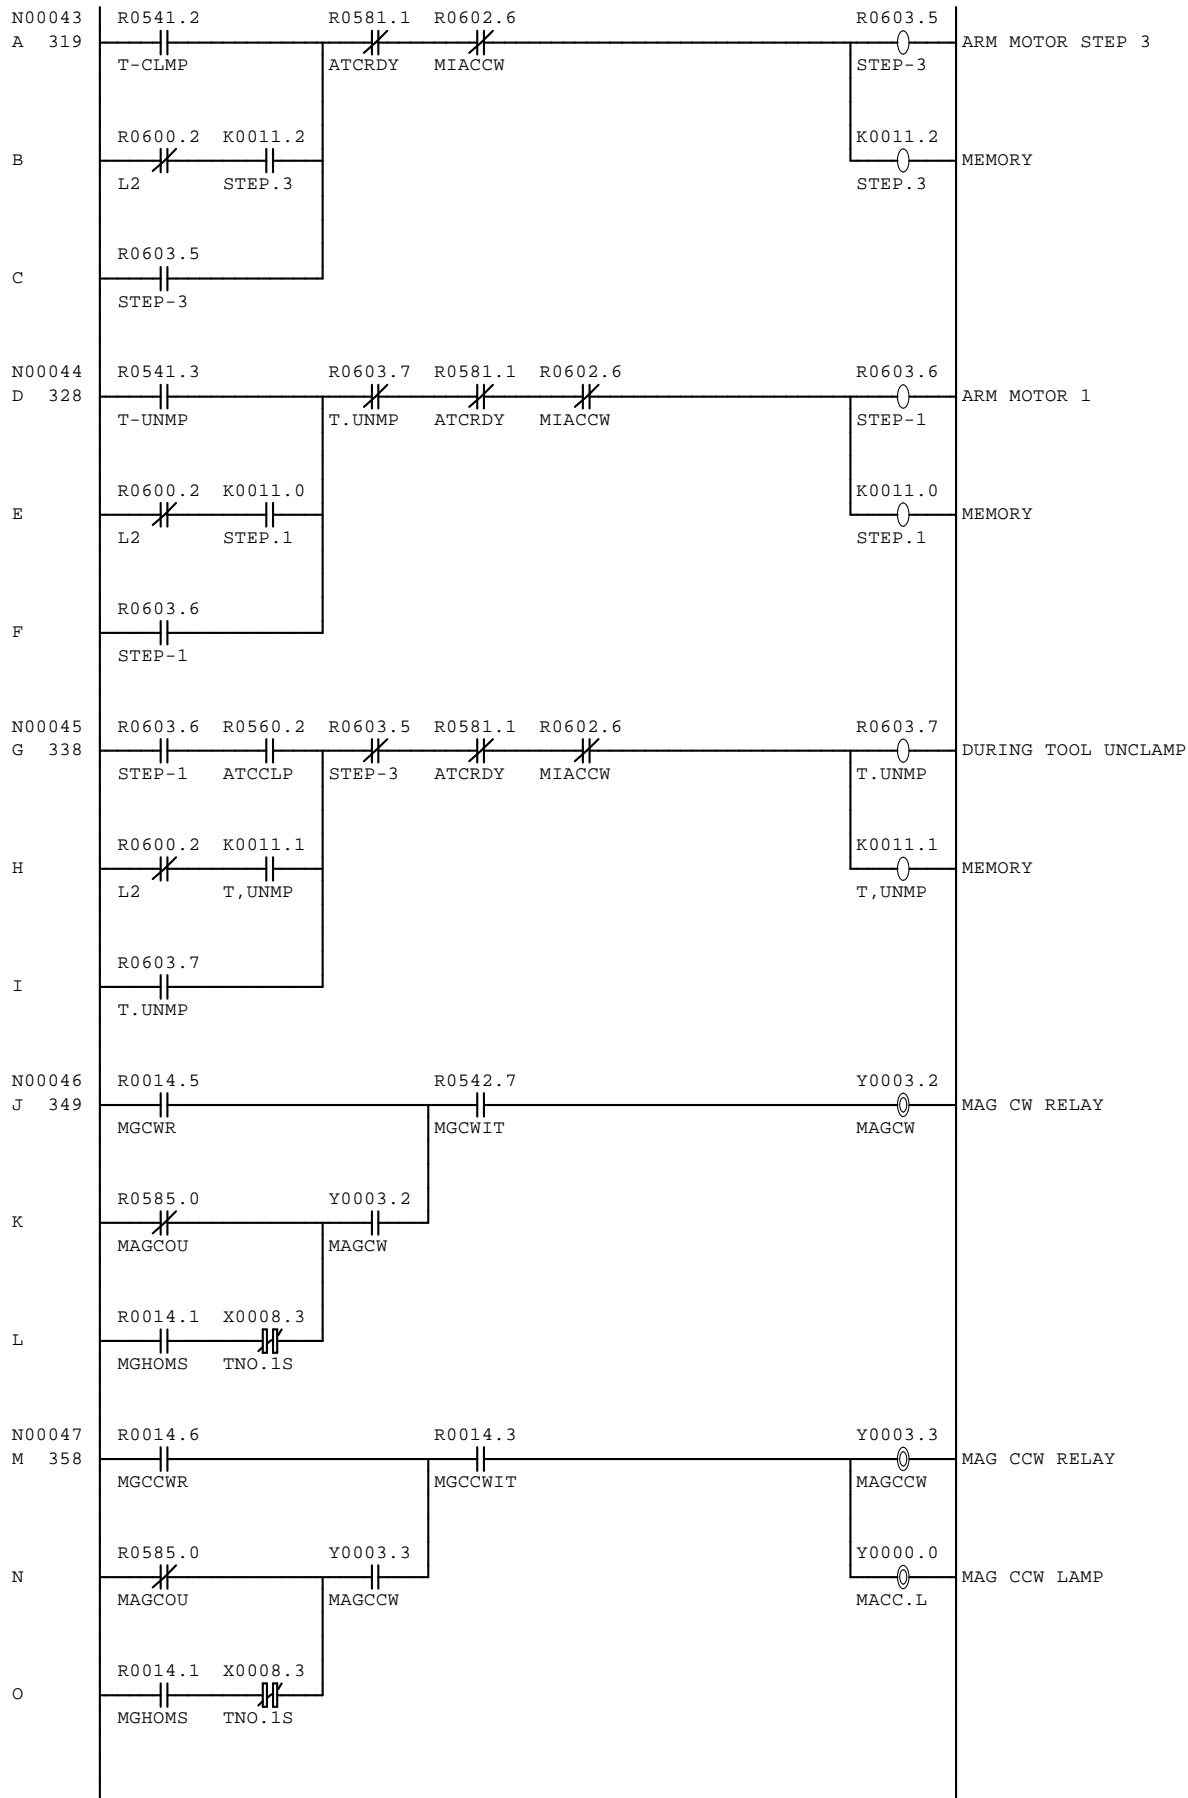 N00043 R0541.2 R0581.1 R0602.6 R0603.5
A 319 ARM MOTOR STEP 3
T-CLMP ATCRDY MIACCW STEP-3
R0600.2 K0011.2 K0011.2
B MEMORY
L2 STEP.3 STEP.3
R0603.5
C
STEP-3
N00044 R0541.3 R0603.7 R0581.1 R0602.6 R0603.6
D 328 ARM MOTOR 1
T-UNMP T.UNMP ATCRDY MIACCW STEP-1
R0600.2 K0011.0 K0011.0
E MEMORY
L2 STEP.1 STEP.1
R0603.6
F
STEP-1
N00045 R0603.6 R0560.2 R0603.5 R0581.1 R0602.6 R0603.7
G 338 DURING TOOL UNCLAMP
STEP-1 ATCCLP STEP-3 ATCRDY MIACCW T.UNMP
R0600.2 K0011.1 K0011.1
H MEMORY
L2 T,UNMP T,UNMP
R0603.7
I
T.UNMP
N00046 R0014.5 R0542.7 Y0003.2
J 349 MAG CW RELAY
MGCWR MGCWIT MAGCW
R0585.0 Y0003.2
K
MAGCOU MAGCW
R0014.1 X0008.3
L
MGHOMS TNO.1S
N00047 R0014.6 R0014.3 Y0003.3
M 358 MAG CCW RELAY
MGCCWR MGCCWIT MAGCCW
R0585.0 Y0003.3 Y0000.0
N MAG CCW LAMP
MAGCOU MAGCCW MACC.L
R0014.1 X0008.3
O
MGHOMS TNO.1S